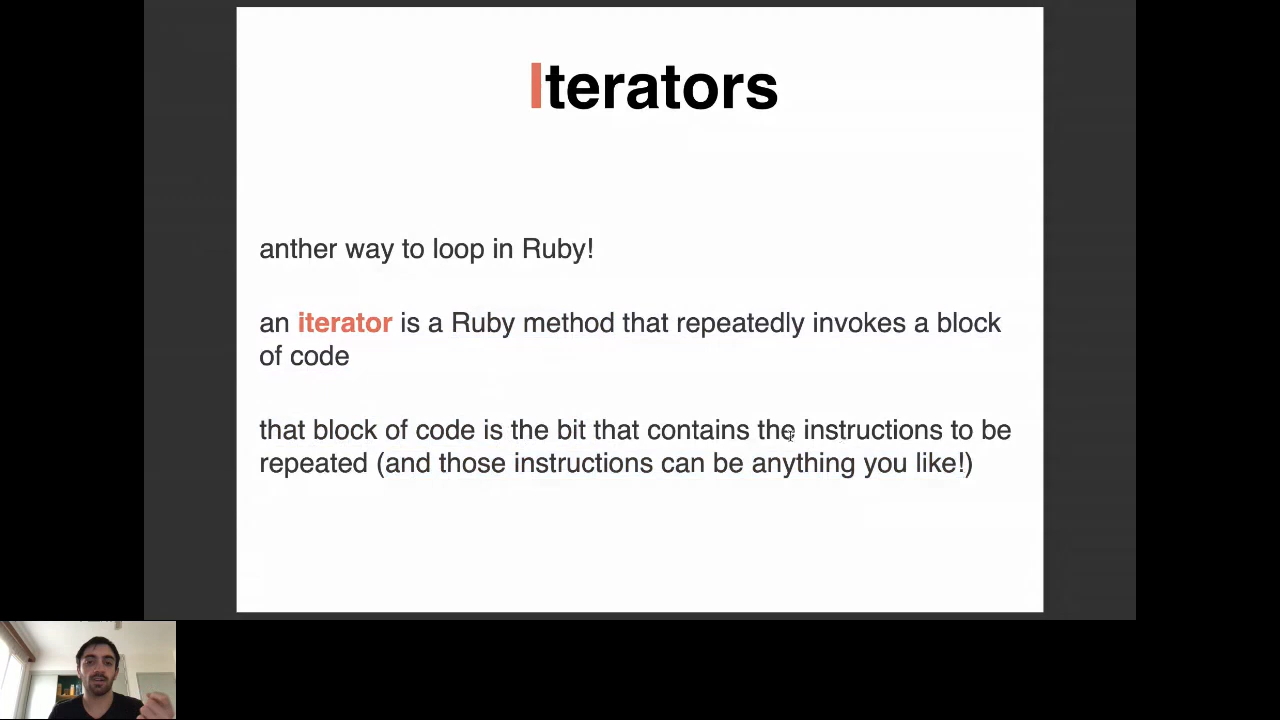 Iterators
anther way to loop in Ruby!
an iterator is a Ruby method that repeatedly invokes a block
of code
that block of code is the bit that contains the instructions to be
repeated (and those instructions can be anything you like!)